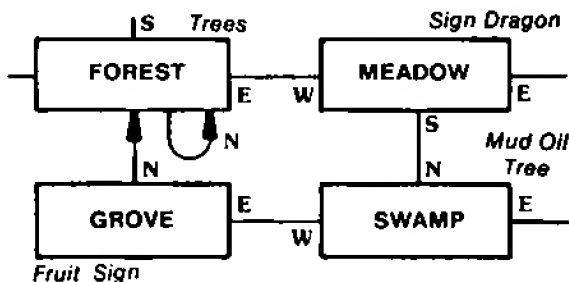 S Trees Sign Dragon
FOREST MEADOW
E W E
N S
Mud Oil
Tree
N N
GROVE E SWAMP E
W
Fruit Sign